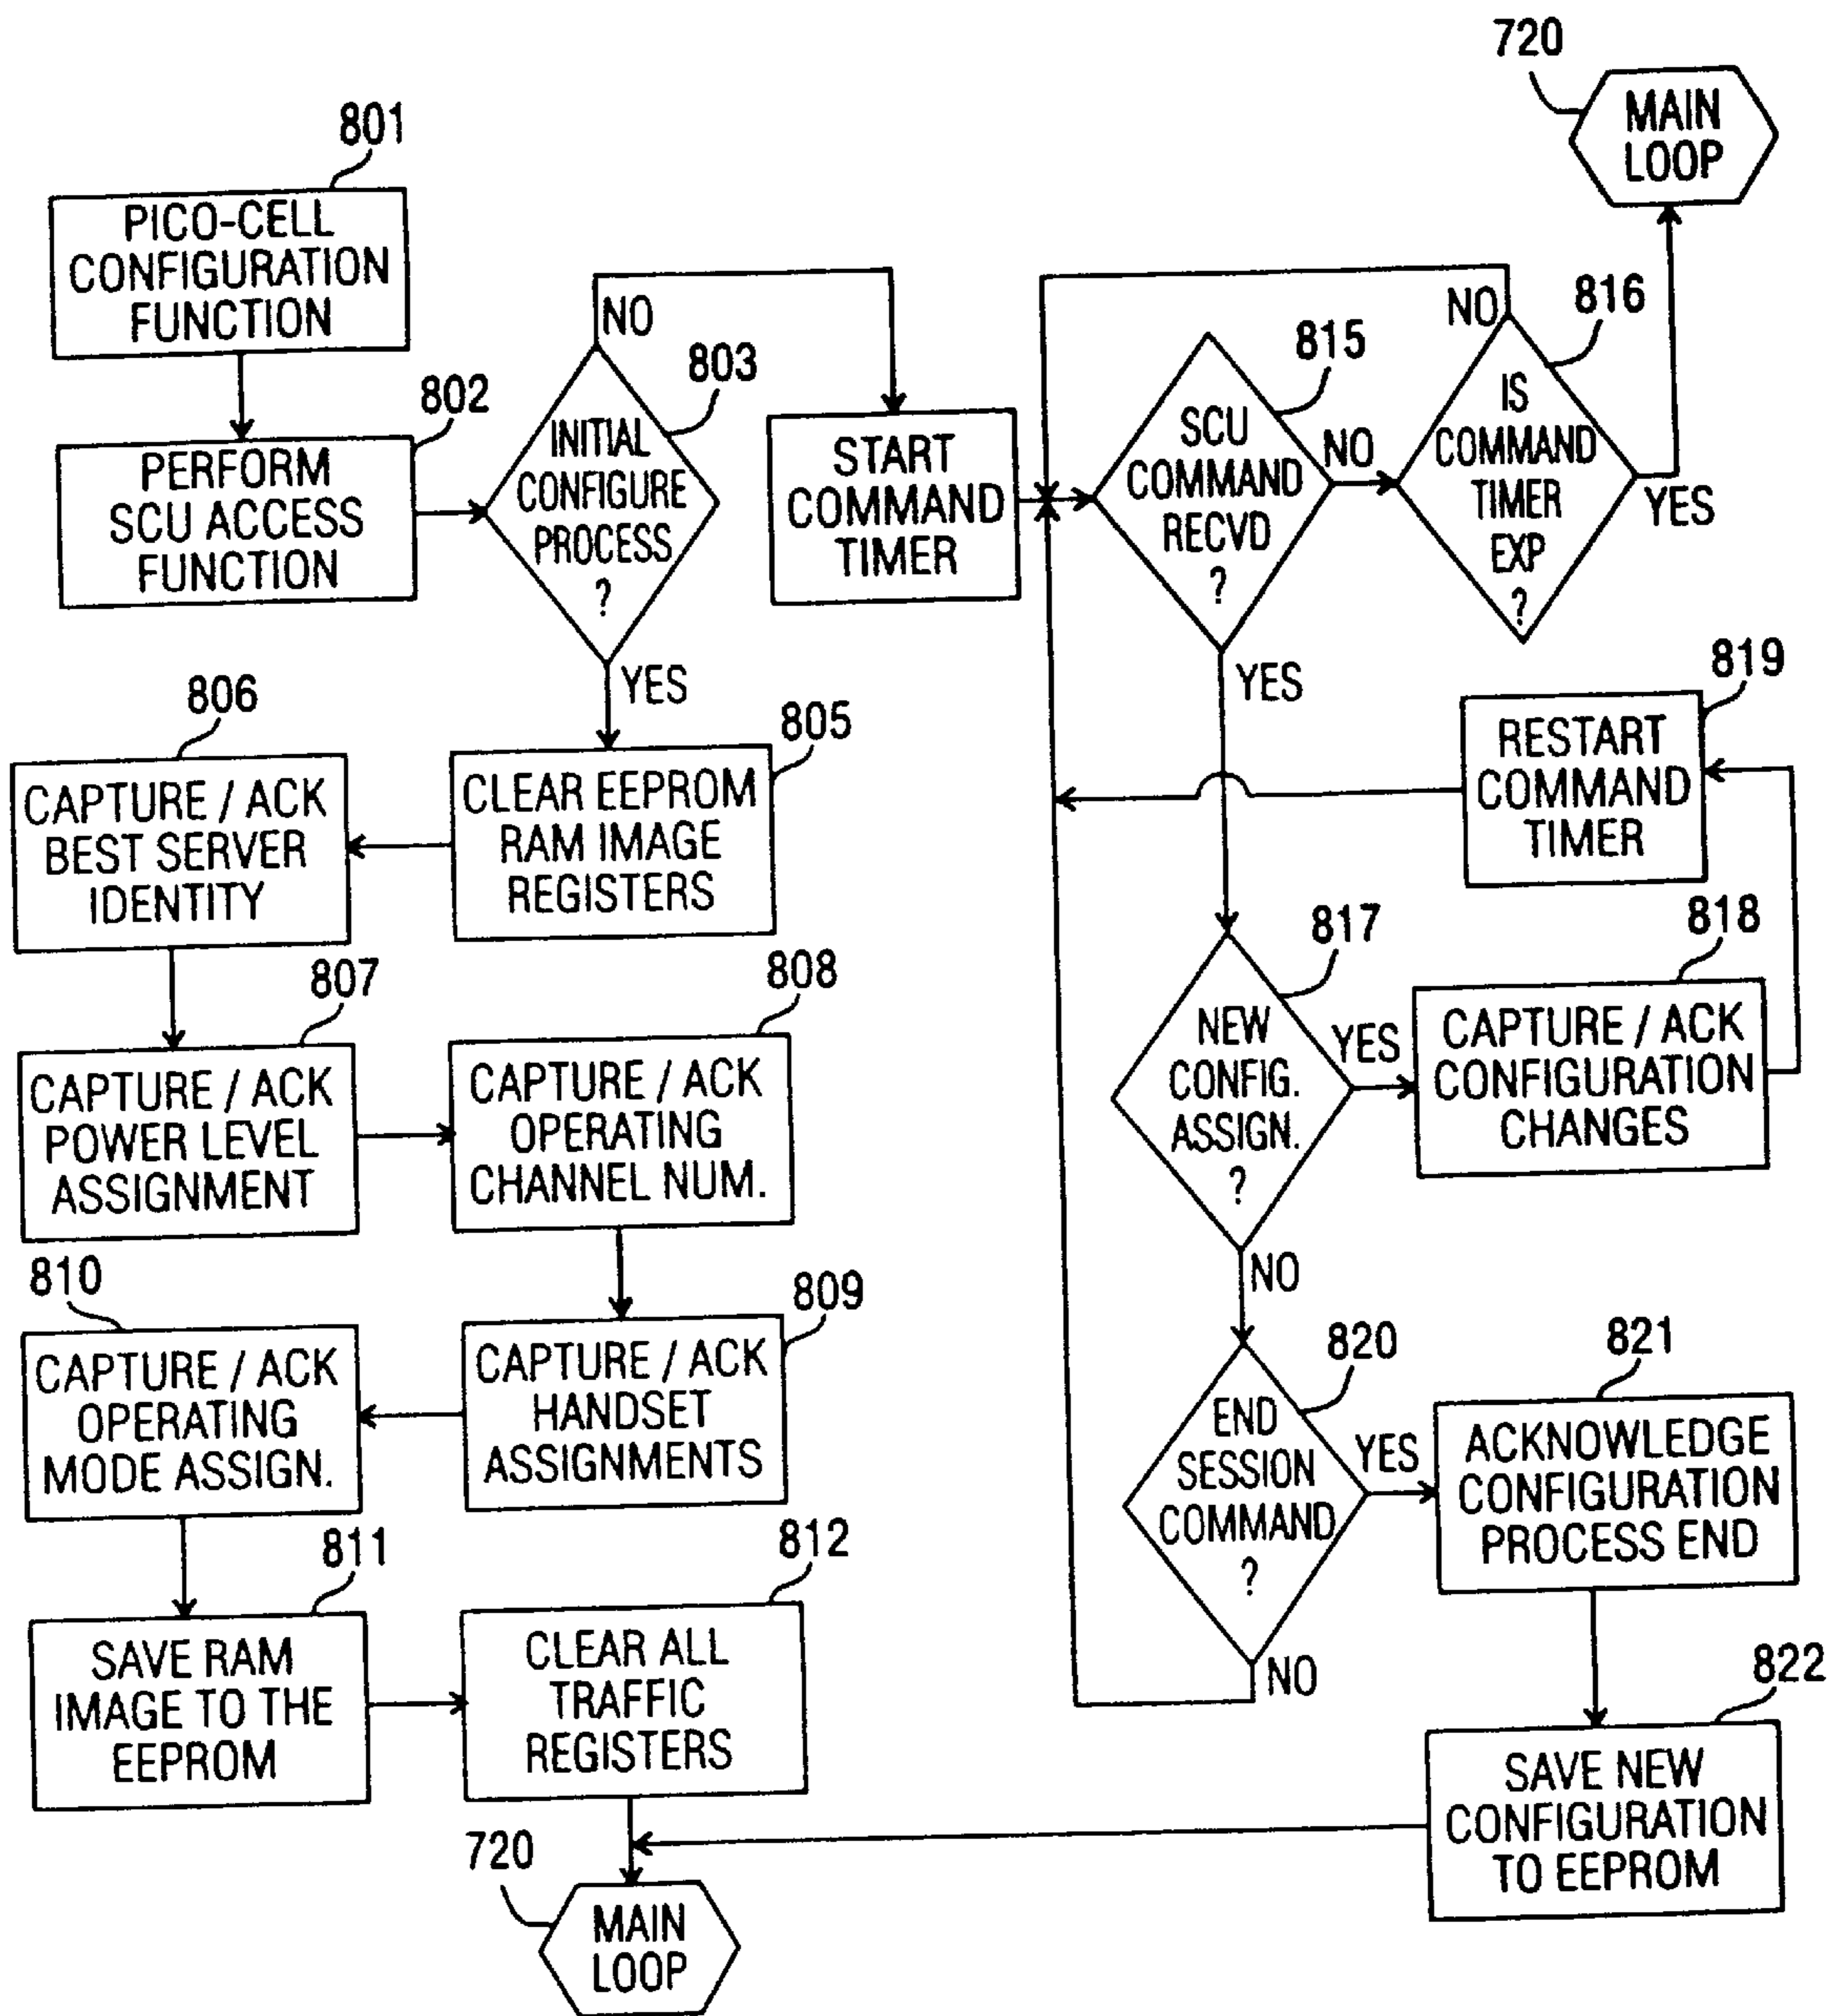 801
PICO-CELL
CONFIGURATION
FUNCTION
802
PERFORM
SCU ACCESS
FUNCTION
803
INITIAL
CONFIGURE
PROCESS
?
NO
YES
START
COMMAND
TIMER
805
CLEAR EEPROM
RAM IMAGE
REGISTERS
806
CAPTURE / ACK
BEST SERVER
IDENTITY
807
CAPTURE / ACK
POWER LEVEL
ASSIGNMENT
808
CAPTURE / ACK
OPERATING
CHANNEL NUM.
809
CAPTURE / ACK
HANDSET
ASSIGNMENTS
810
CAPTURE / ACK
OPERATING
MODE ASSIGN.
811
SAVE RAM
IMAGE TO THE
EEPROM
812
CLEAR ALL
TRAFFIC
REGISTERS
720
MAIN
LOOP
720
MAIN
LOOP
815
SCU
COMMAND
RECVD
?
NO
YES
816
IS
COMMAND
TIMER
EXP
?
NO
YES
817
NEW
CONFIG.
ASSIGN.
?
YES
NO
818
CAPTURE / ACK
CONFIGURATION
CHANGES
819
RESTART
COMMAND
TIMER
820
END
SESSION
COMMAND
?
YES
NO
821
ACKNOWLEDGE
CONFIGURATION
PROCESS END
822
SAVE NEW
CONFIGURATION
TO EEPROM